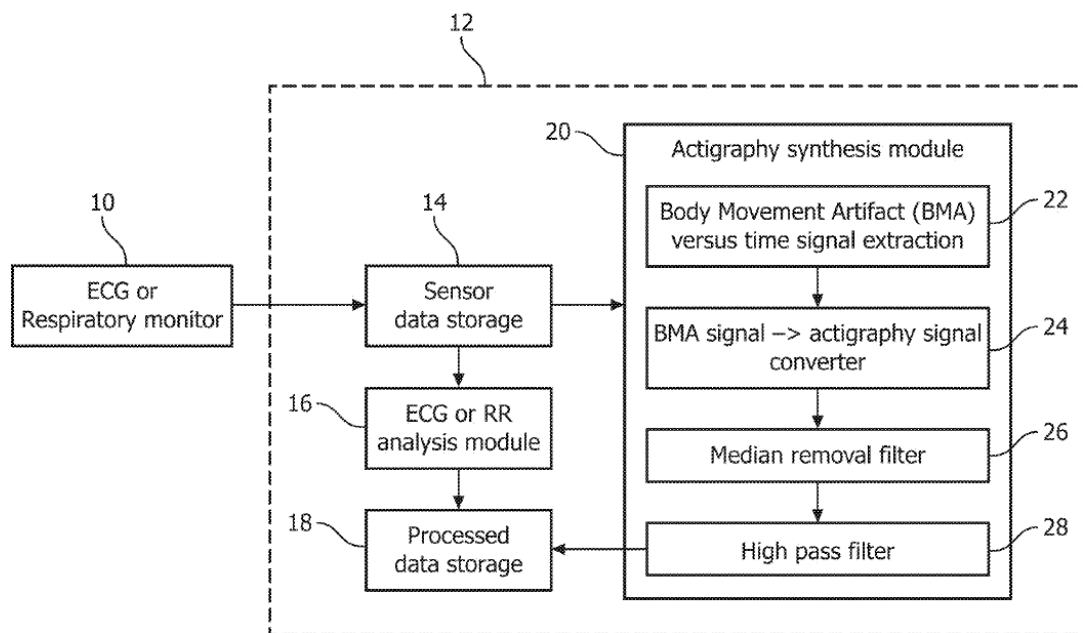 12
20
Actigraphy synthesis module
10
14
22
Body Movement Artifact (BMA)
versus time signal extraction
ECG or
Respiratory monitor
Sensor
data storage
BMA signal –> actigraphy signal
converter
24
16
ECG or RR
analysis module
26
Median removal filter
18
Processed
data storage
High pass filter
28